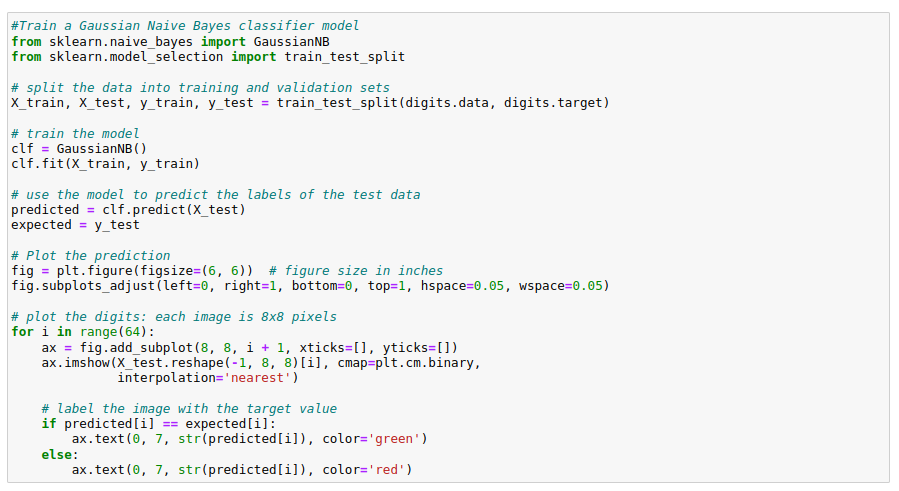 #Train a Gaussian Naive Bayes classifier model
from sklearn.naive_bayes import GaussianNB
from sklearn.model_selection import train_test_split

# split the data into training and validation sets
X_train, X_test, y_train, y_test = train_test_split(digits.data, digits.target)

# train the model
clf = GaussianNB()
clf.fit(X_train, y_train)

# use the model to predict the labels of the test data
predicted = clf.predict(X_test)
expected = y_test

# Plot the prediction
fig = plt.figure(figsize=(6, 6))  # figure size in inches
fig.subplots_adjust(left=0, right=1, bottom=0, top=1, hspace=0.05, wspace=0.05)

# plot the digits: each image is 8x8 pixels
for i in range(64):
    ax = fig.add_subplot(8, 8, i + 1, xticks=[], yticks=[])
    ax.imshow(X_test.reshape(-1, 8, 8)[i], cmap=plt.cm.binary,
              interpolation='nearest')

    # label the image with the target value
    if predicted[i] == expected[i]:
        ax.text(0, 7, str(predicted[i]), color='green')
    else:
        ax.text(0, 7, str(predicted[i]), color='red')